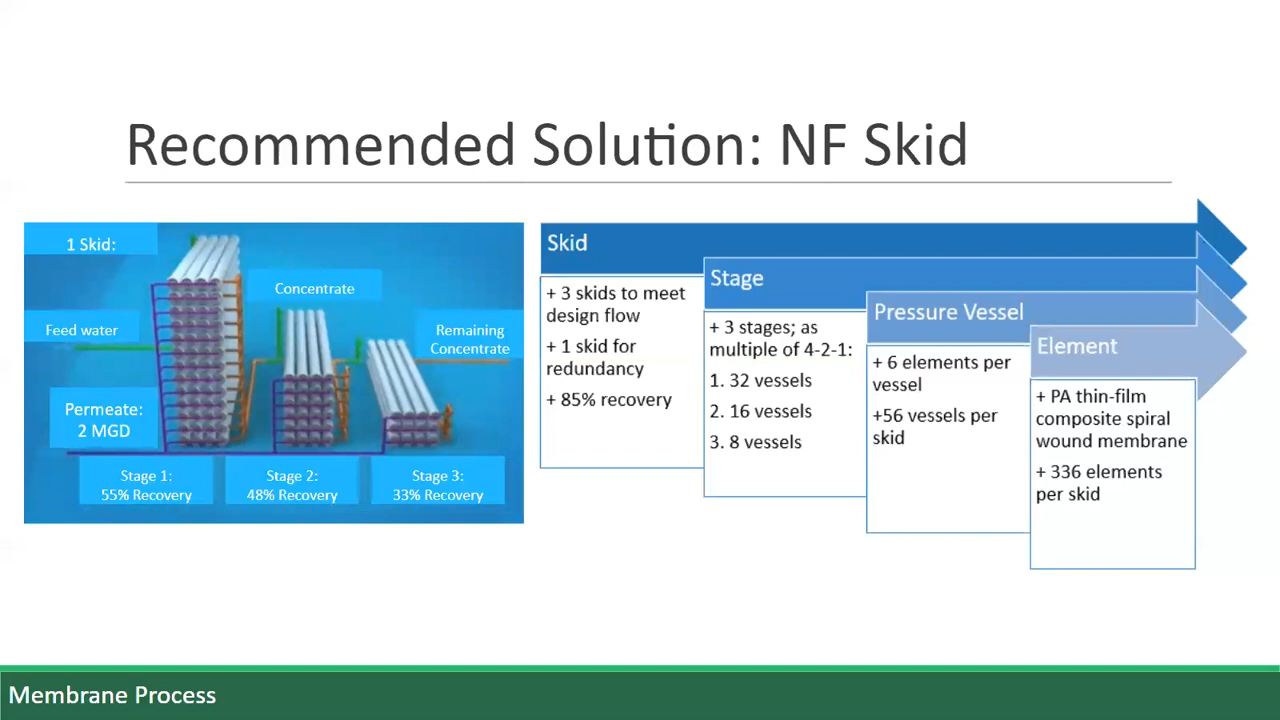 Recommended Solution: NF Skid
1 Skid:
Concentrate
Feed water
Remaining
Concentrate
Permeate:
2 MGD
Stage 1:
55% Recovery
Stage 2:
48% Recovery
Stage 3:
33% Recovery
Skid
+ 3 skids to meet
design flow
+ 1 skid for
redundancy
+ 85% recovery
Stage
+ 3 stages; as
multiple of 4-2-1:
1. 32 vessels
2. 16 vessels
3. 8 vessels
Pressure Vessel
+ 6 elements per
vessel
+56 vessels per
skid
Element
+ PA thin-film
composite spiral
wound membrane
+ 336 elements
per skid
Membrane Process